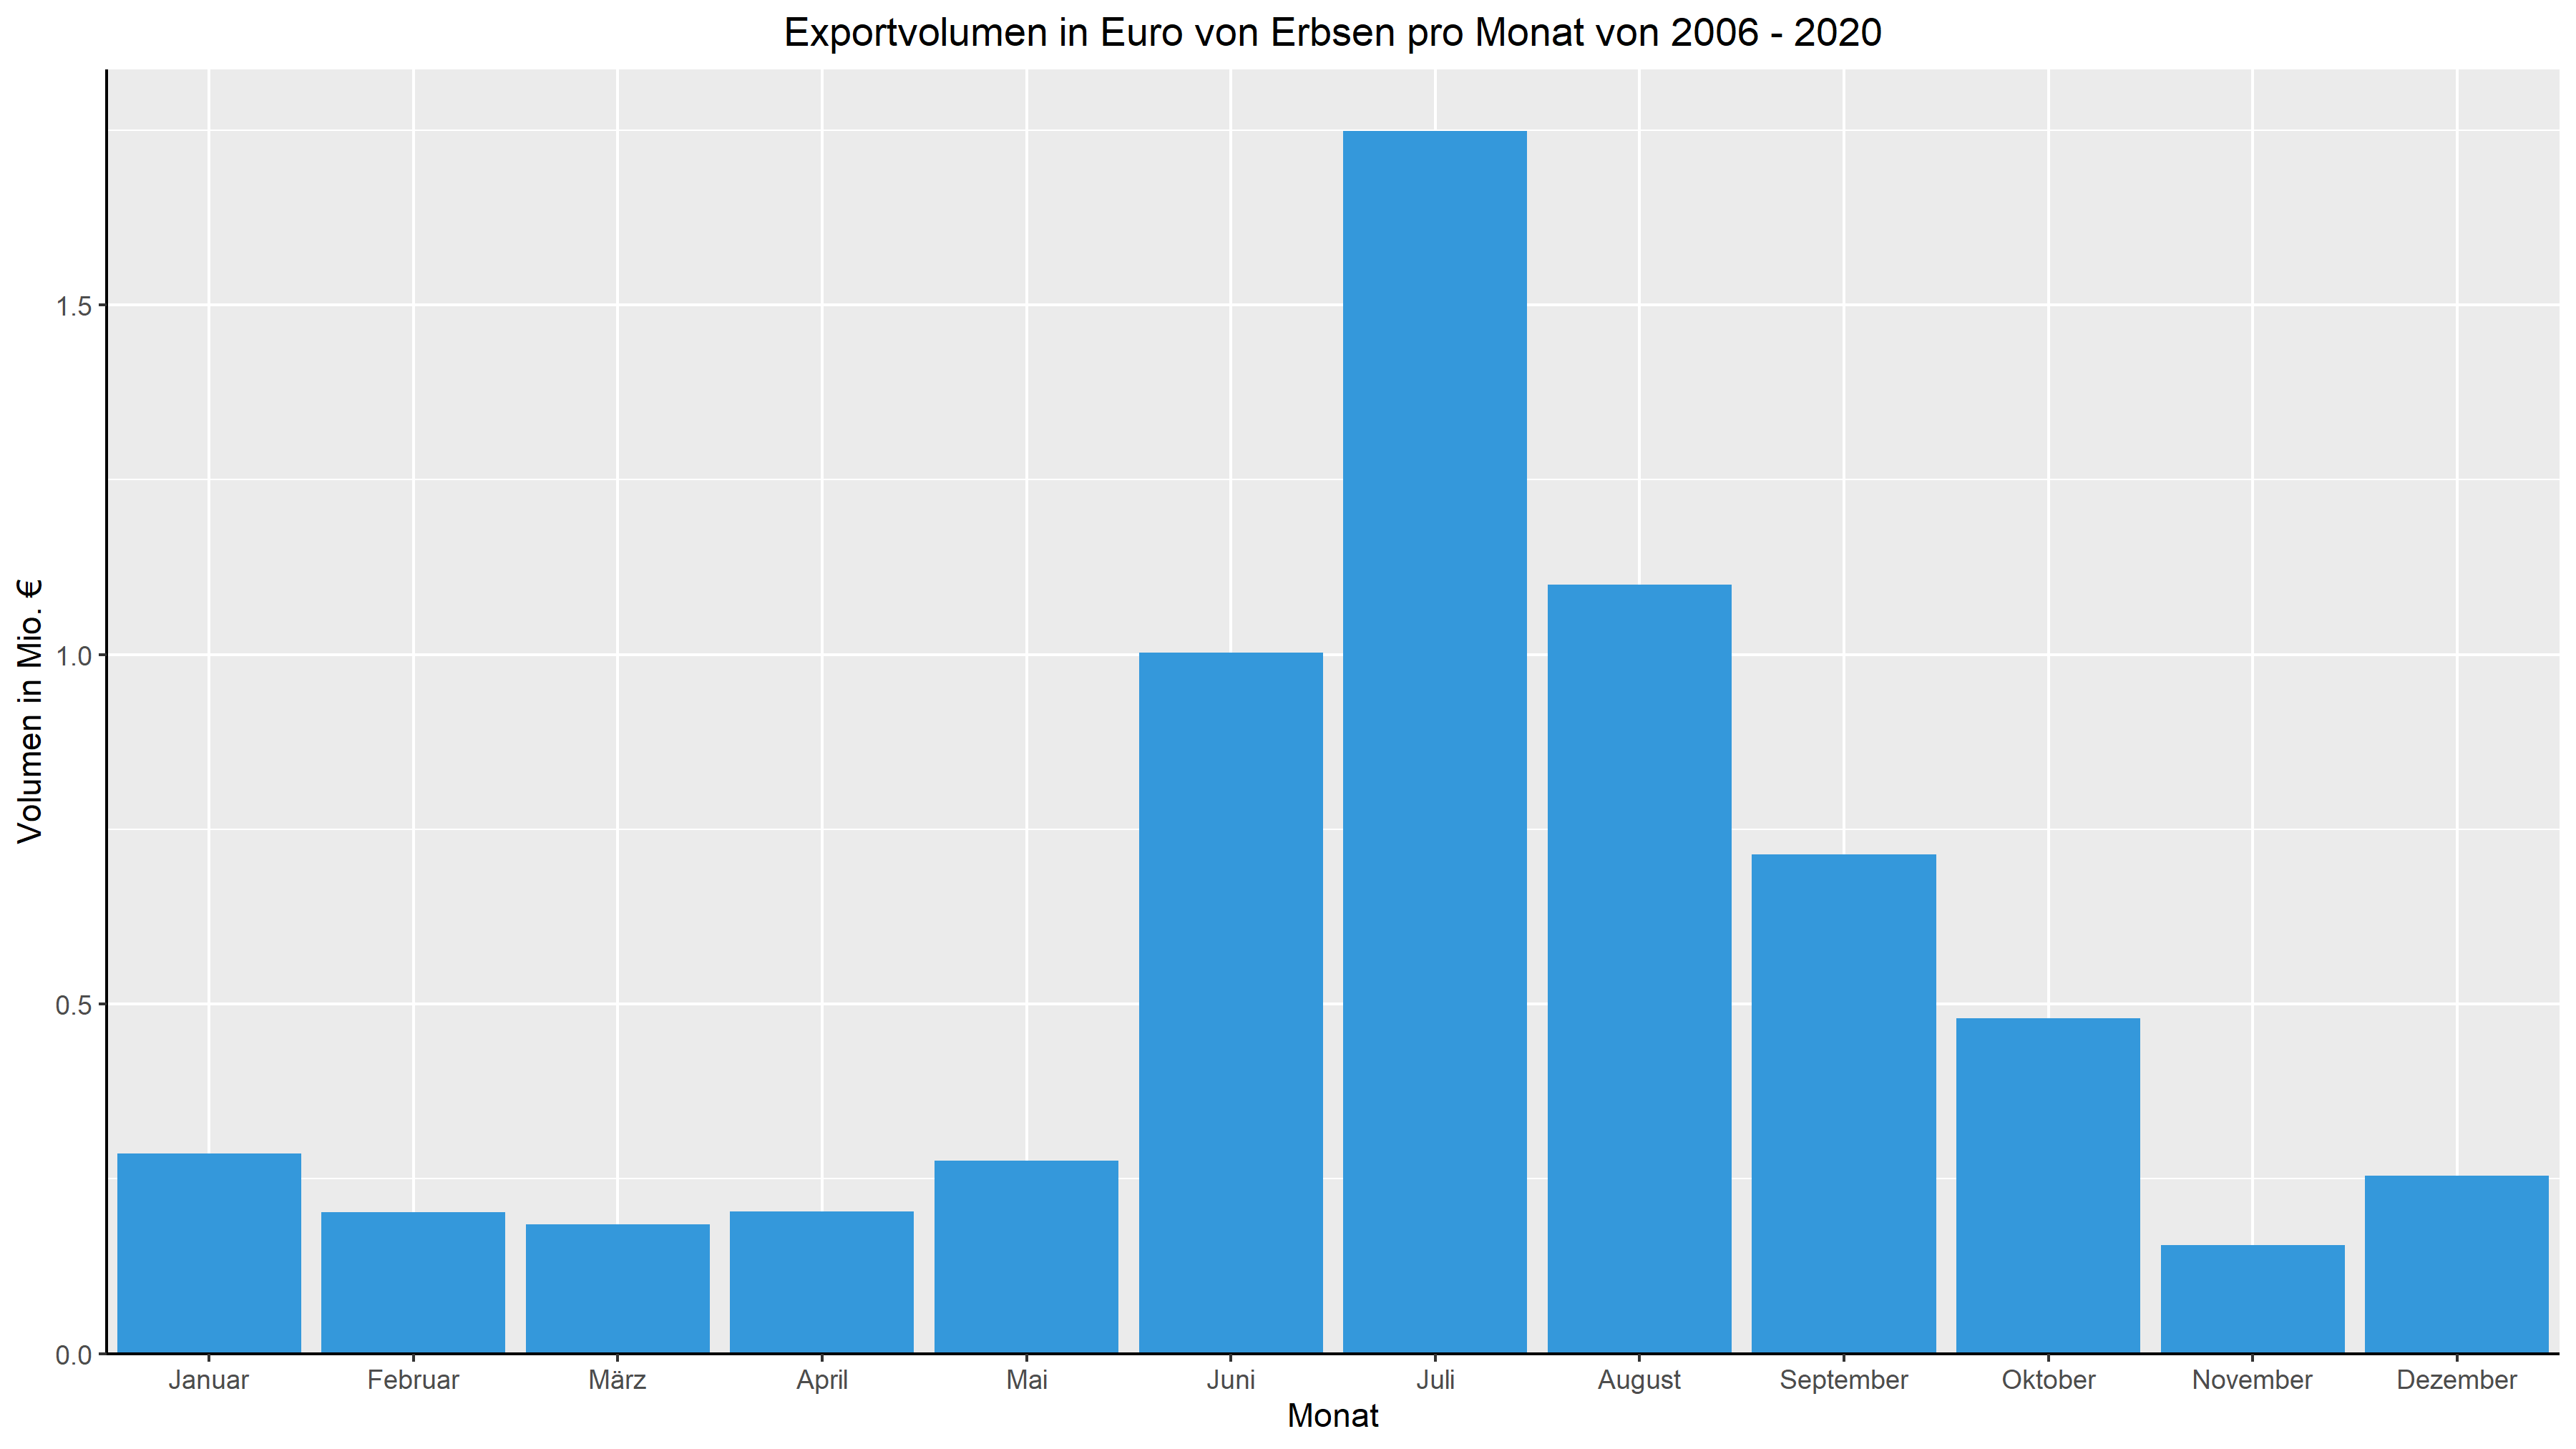 Exportvolumen in Euro von Erbsen pro Monat von 2006 - 2020
Volumen in Mio. €
1.5
1.0
0.5
0.0
Januar Februar März April Mai Juni Juli August September Oktober November Dezember
Monat